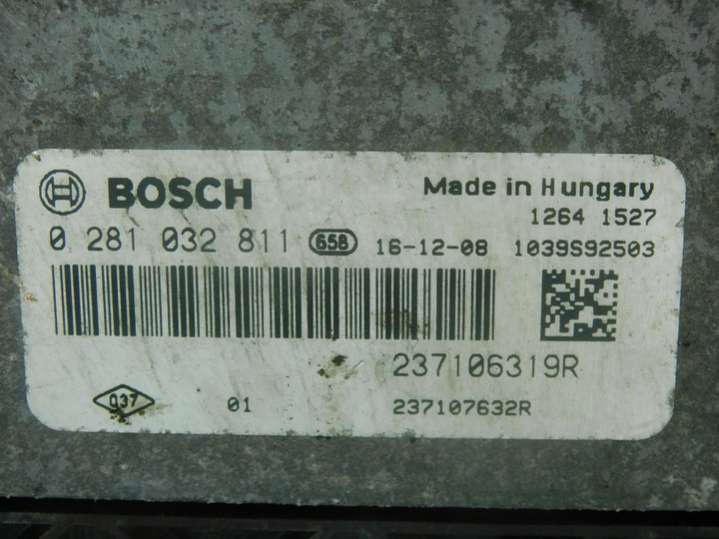 BOSCH Made in Hungary
1264 1527
0 281 032 811 658 16-12-08 1039S92503
237106319R
037 01 237107632R